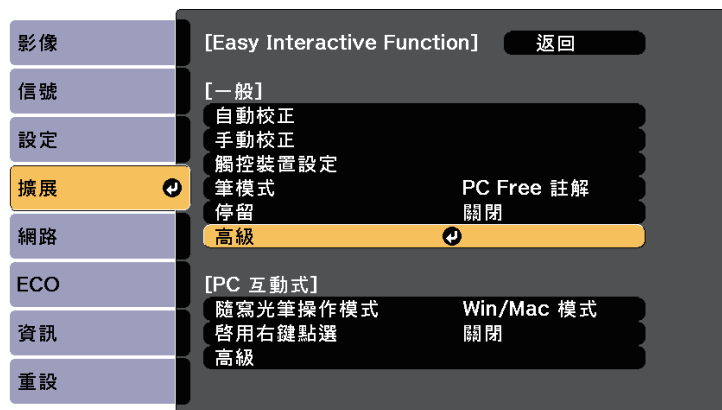 影像
信號
設定
擴展
網路
ECO
資訊
重設
[Easy Interactive Function] 返回
[一般]
自動校正
手動校正
觸控裝置設定
筆模式 PC Free 註解
停留 關閉
高級
[PC 互動式]
隨寫光筆操作模式 Win/Mac 模式
啓用右鍵點選 關閉
高級